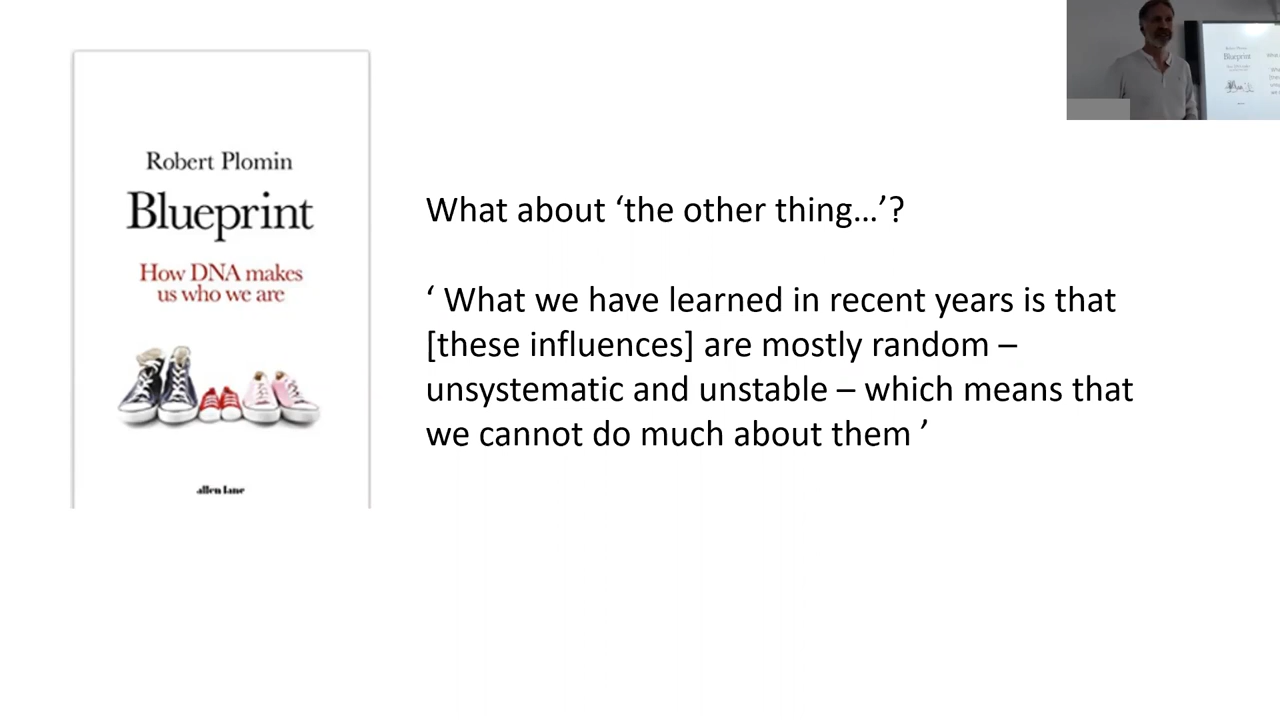 Robert Plomin
Blueprint
How DNA makes
us who we are
allen lane
What about ‘the other thing...’?
‘ What we have learned in recent years is that
[these influences] are mostly random –
unsystematic and unstable – which means that
we cannot do much about them ’
Blueprint